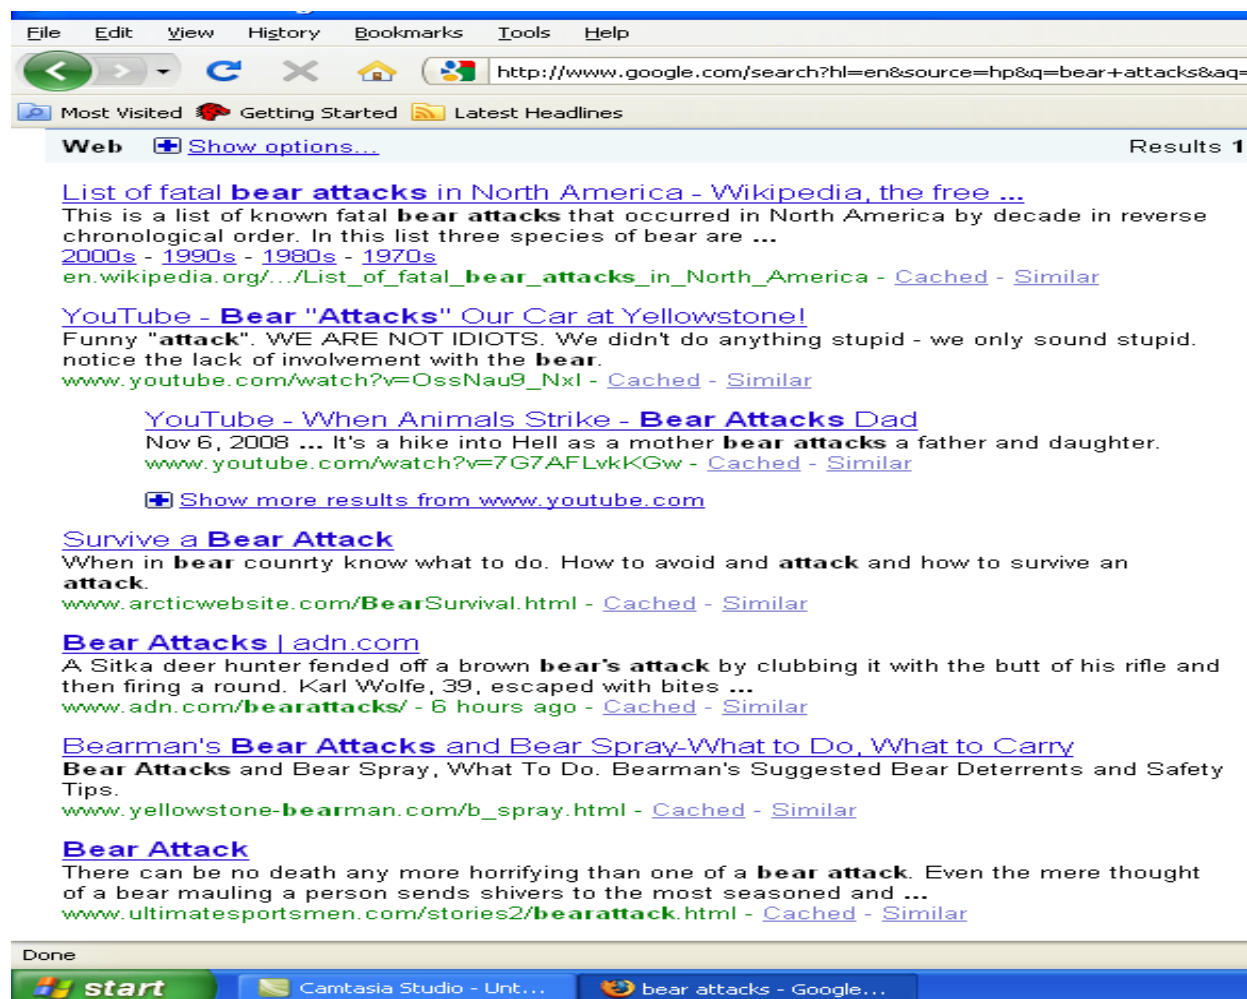 File Edit View History Bookmarks Tools Help
http://www.google.com/search?hl=en&source=hp&q=bear+attacks&aq=
Most Visited Getting Started Latest Headlines
Web Show options... Results 1
List of fatal bear attacks in North America - Wikipedia, the free ...
This is a list of known fatal bear attacks that occurred in North America by decade in reverse
chronological order. In this list three species of bear are ...
2000s - 1990s - 1980s - 1970s
en.wikipedia.org/.../List_of_fatal_bear_attacks_in_North_America - Cached - Similar
YouTube - Bear "Attacks" Our Car at Yellowstone!
Funny "attack". WE ARE NOT IDIOTS. We didn't do anything stupid - we only sound stupid.
notice the lack of involvement with the bear.
www.youtube.com/watch?v=OssNau9_NxI - Cached - Similar
YouTube - When Animals Strike - Bear Attacks Dad
Nov 6, 2008 ... It's a hike into Hell as a mother bear attacks a father and daughter.
www.youtube.com/watch?v=7G7AFLvkKGw - Cached - Similar
Show more results from www.youtube.com
Survive a Bear Attack
When in bear counrty know what to do. How to avoid and attack and how to survive an
attack.
www.arcticwebsite.com/BearSurvival.html - Cached - Similar
Bear Attacks | adn.com
A Sitka deer hunter fended off a brown bear's attack by clubbing it with the butt of his rifle and
then firing a round. Karl Wolfe, 39, escaped with bites ...
www.adn.com/bearattacks/ - 6 hours ago - Cached - Similar
Bearman's Bear Attacks and Bear Spray-What to Do, What to Carry
Bear Attacks and Bear Spray, What To Do. Bearman's Suggested Bear Deterrents and Safety
Tips.
www.yellowstone-bearman.com/b_spray.html - Cached - Similar
Bear Attack
There can be no death any more horrifying than one of a bear attack. Even the mere thought
of a bear mauling a person sends shivers to the most seasoned and ...
www.ultimatesportsmen.com/stories2/bearattack.html - Cached - Similar
Done
start Camtasia Studio - Unt... bear attacks - Google...